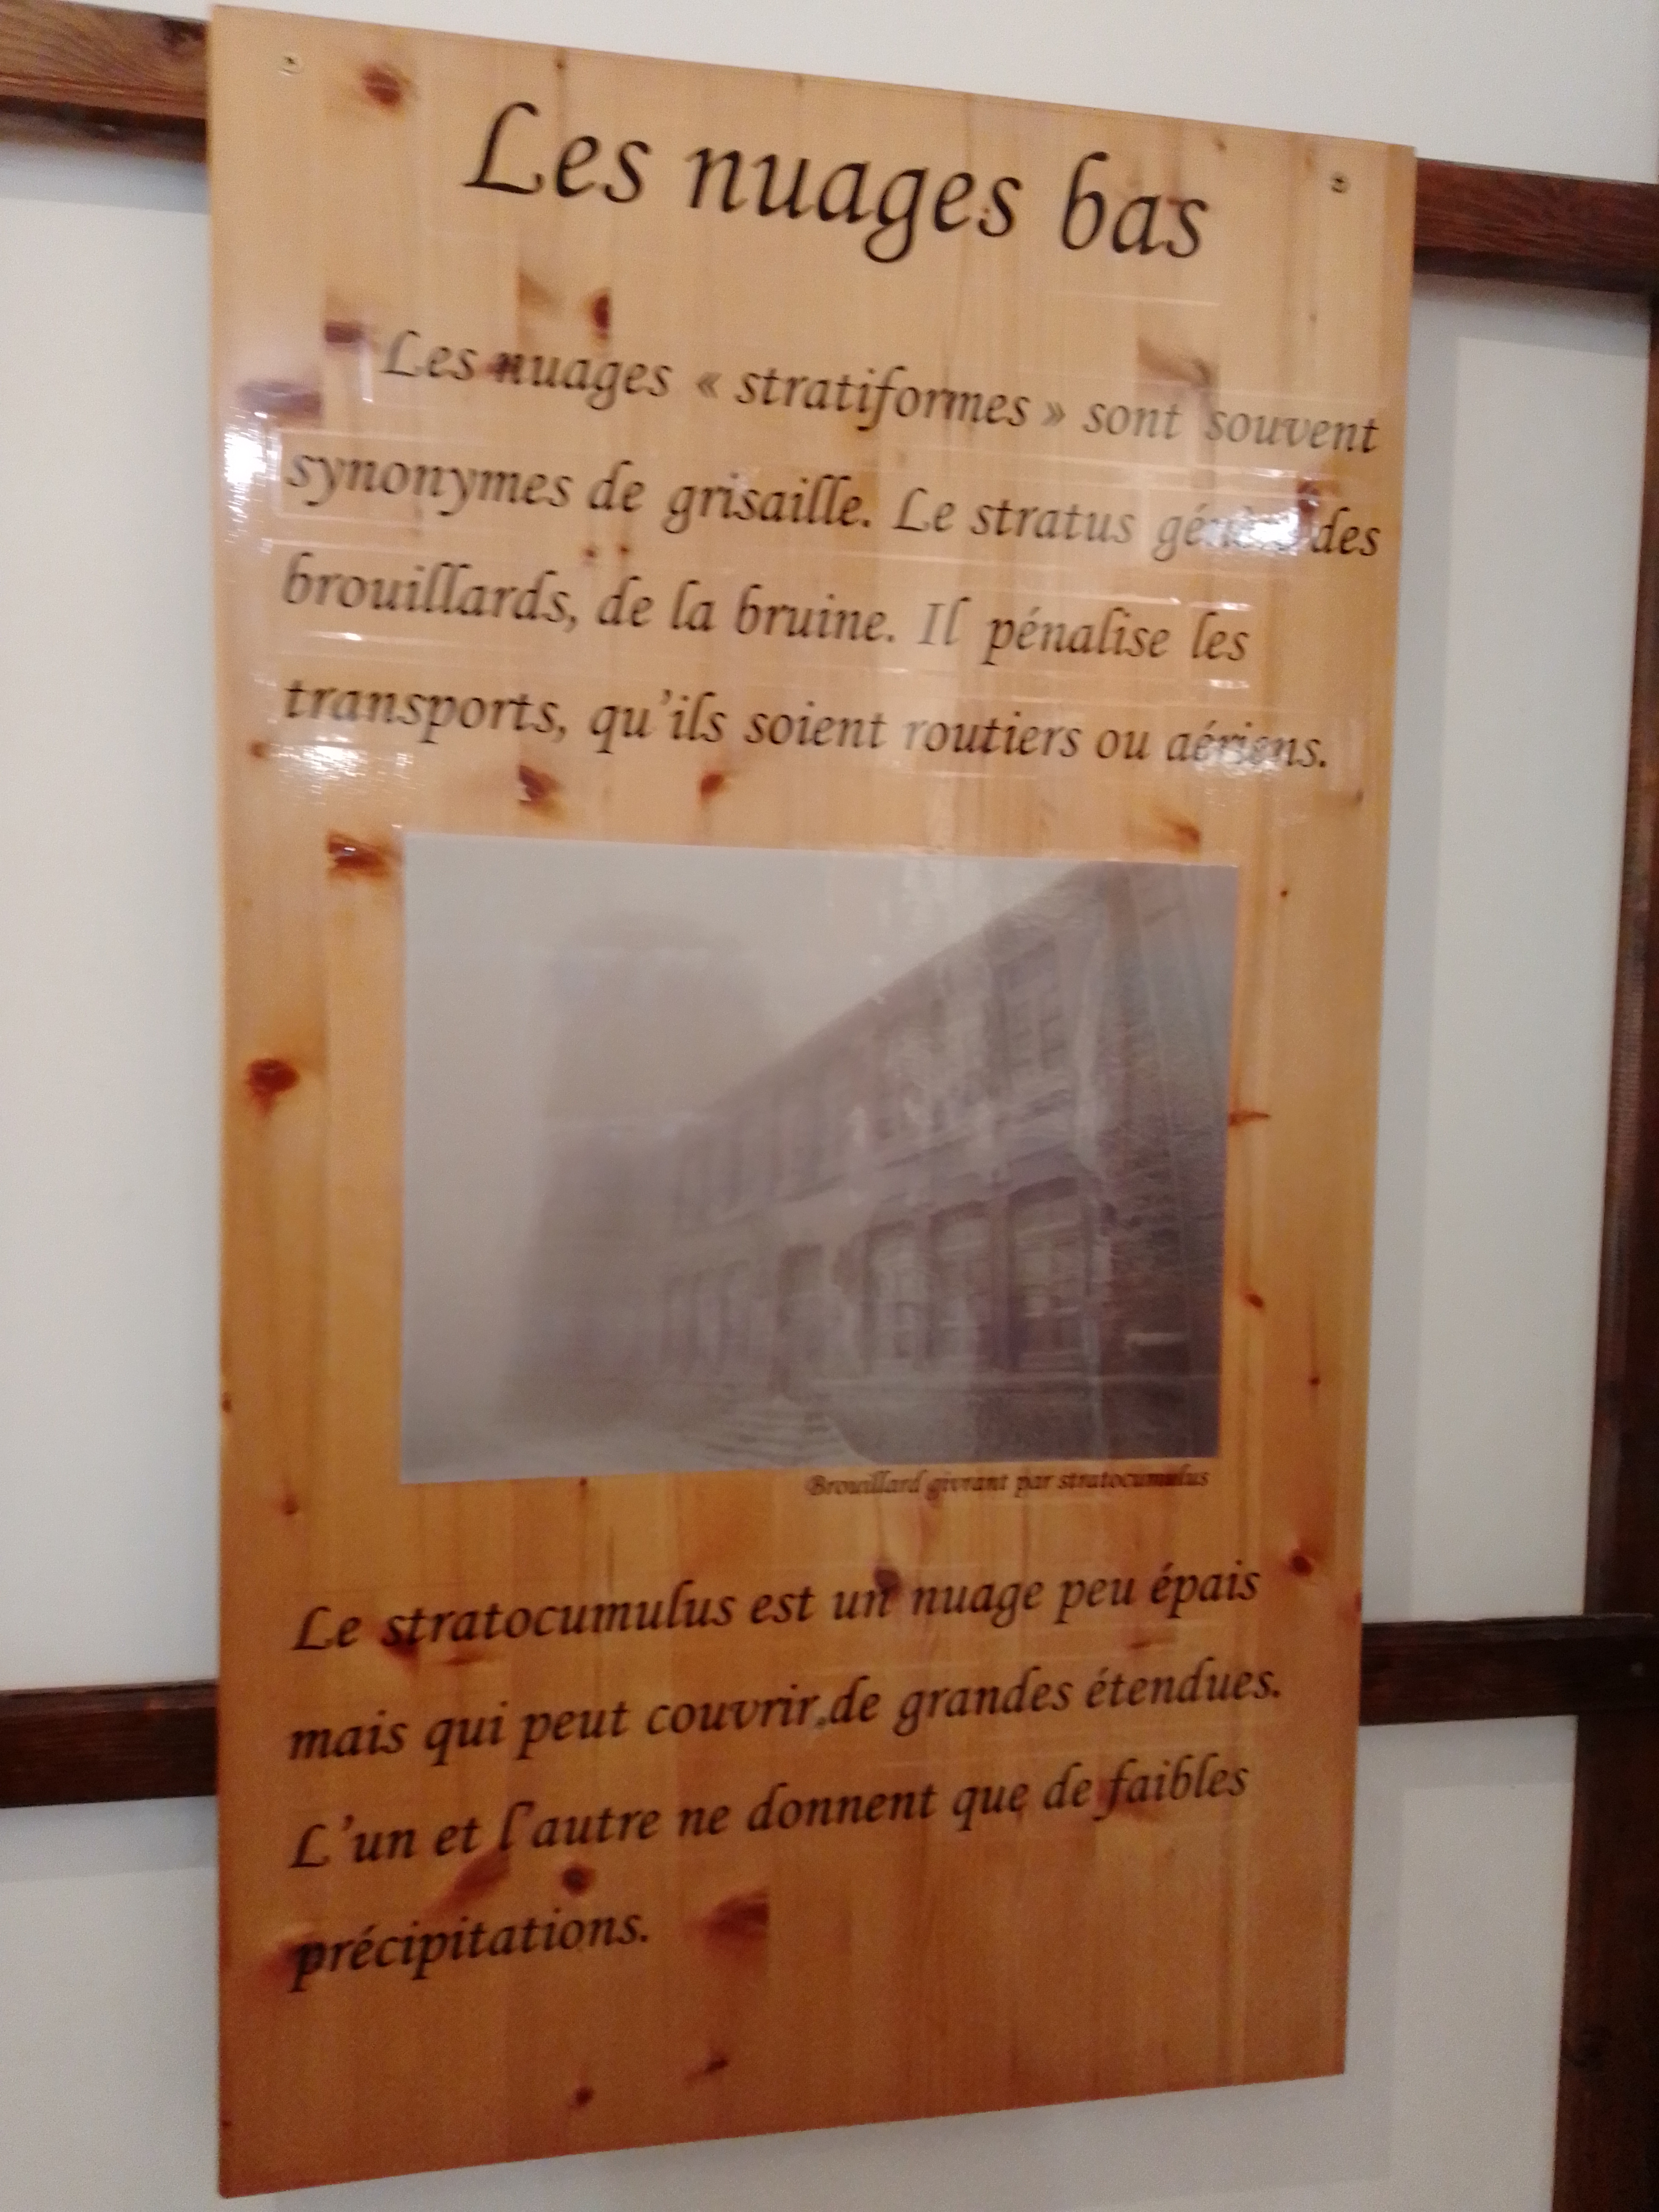 Les nuages bas
Les nuages « stratiformes » sont souvent
synonymes de grisaille. Le stratus génère des
brouillards, de la bruine. Il pénalise les
transports, qu'ils soient routiers ou aériens.
Brouillard givrant par stratocumulus
Le stratocumulus est un nuage peu épais
mais qui peut couvrir de grandes étendues.
L'un et l'autre ne donnent que de faibles
précipitations.